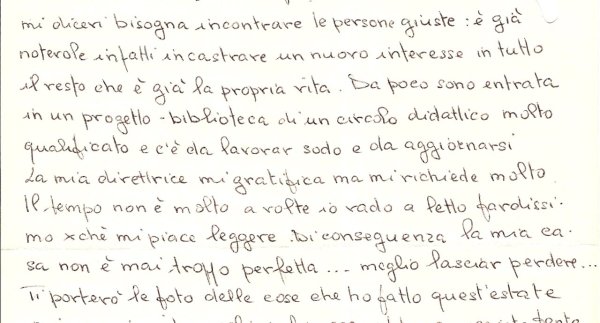 mi dicevi bisogna incontrare le persone giuste: è già
notevole infatti incastrare un nuovo interesse in tutto
il resto che è già la propria vita. Da poco sono entrata
in un progetto-biblioteca di un circolo didattico molto
qualificato e c'è da lavorar sodo e da aggiornarsi
La mia direttrice mi gratifica ma mi richiede molto
Il tempo non è molto a volte io vado a letto tardissi-
mo xchè mi piace leggere Di conseguenza la mia ca-
sa non è mai troppo perfetta... meglio lasciar perdere...
Ti porterò le foto delle cose che ho fatto quest'estate